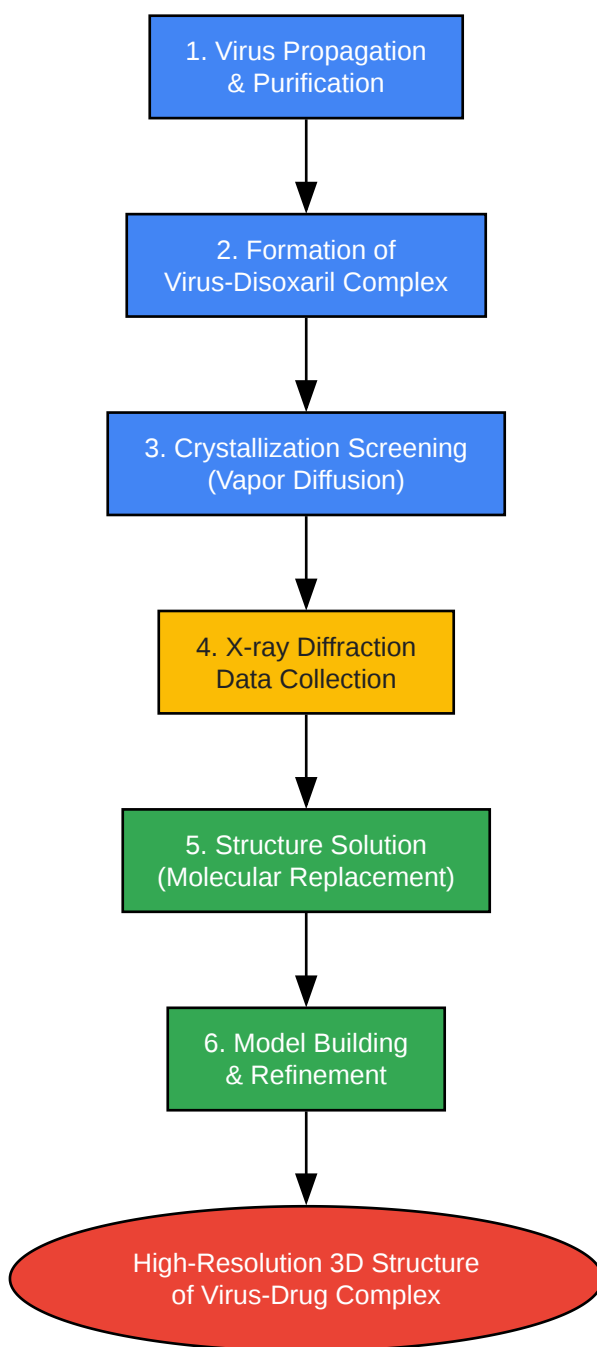 1. Virus Propagation
& Purification
2. Formation of
Virus-Disoxaril Complex
3. Crystallization Screening
(Vapor Diffusion)
4. X-ray Diffraction
Data Collection
5. Structure Solution
(Molecular Replacement)
6. Model Building
& Refinement
High-Resolution 3D Structure
of Virus-Drug Complex